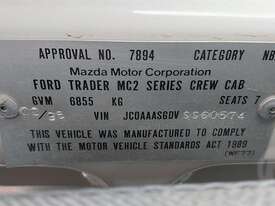 APPROVAL NO. 7894 CATEGORY NB
Mazda Motor Corporation
FORD TRADER MC2 SERIES CREW CAB
GVM 6855 KG SEATS 7
VIN JC0AAASGDV
THIS VEHICLE WAS MANUFACTURED TO COMPLY
WITH THE MOTOR VEHICLE STANDARDS ACT 1989